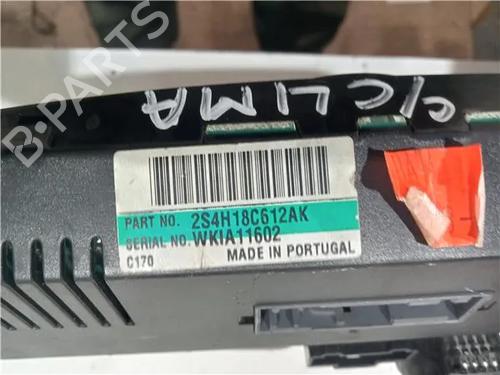 C/CLIMA
B·PARTS
PART NO. 2S4H18C612AK
SERIAL NO. WKIA11602
C170 MADE IN PORTUGAL